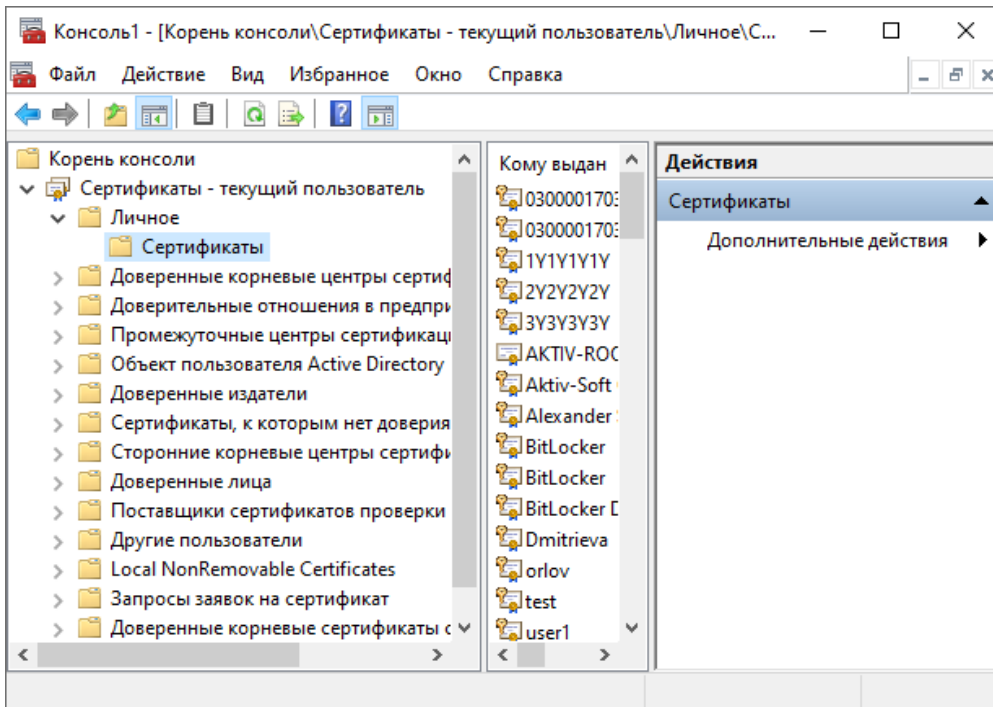 Консоль1 - [Корень консоли\Сертификаты - текущий пользователь\Личное\С...
Файл Действие Вид Избранное Окно Справка
Корень консоли
Сертификаты - текущий пользователь
Личное
Сертификаты
Доверенные корневые центры сертиф
Доверительные отношения в предпри
Промежуточные центры сертификаци
Объект пользователя Active Directory
Доверенные издатели
Сертификаты, к которым нет доверия
Сторонние корневые центры сертифи
Доверенные лица
Поставщики сертификатов проверки
Другие пользователи
Local NonRemovable Certificates
Запросы заявок на сертификат
Доверенные корневые сертификаты с
Кому выдан
0300001703
0300001703
1Y1Y1Y1Y
2Y2Y2Y2Y
3Y3Y3Y3Y
AKTIV-ROO
Aktiv-Soft
Alexander
BitLocker
BitLocker
BitLocker D
Dmitrieva
orlov
test
user1
Действия
Сертификаты
Дополнительные действия